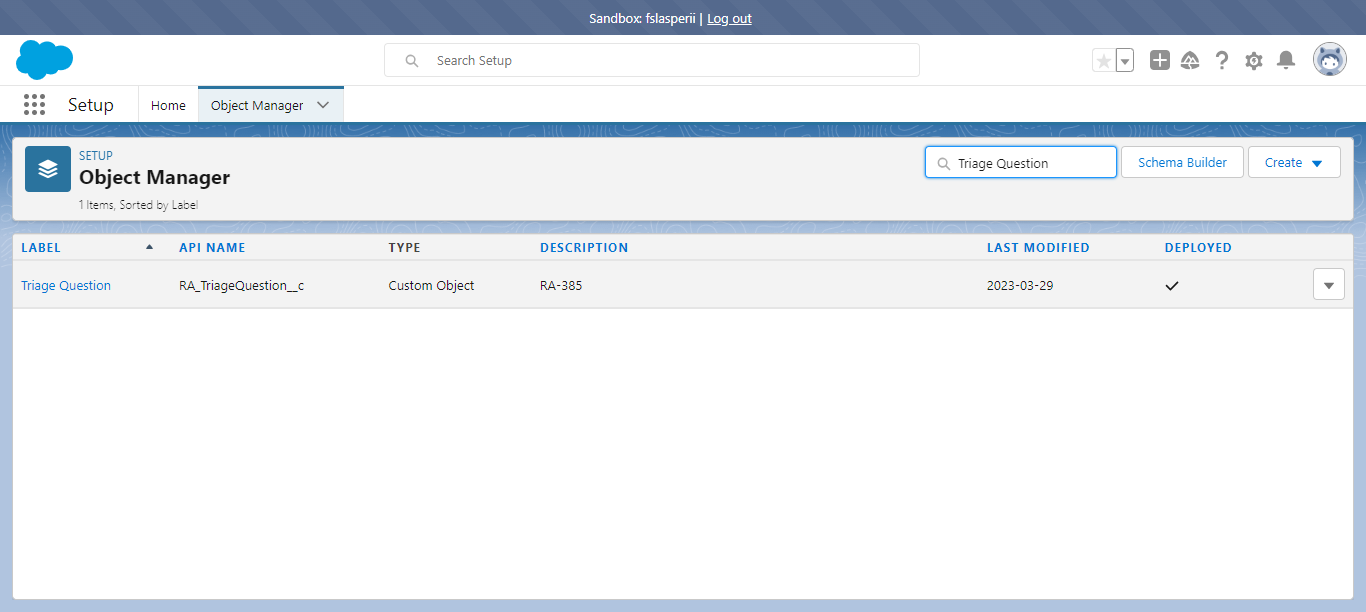 Sandbox: fslasperii | Log out
Search Setup
Setup Home Object Manager
SETUP
Object Manager
1 Items, Sorted by Label
Triage Question Schema Builder Create
LABEL API NAME TYPE DESCRIPTION LAST MODIFIED DEPLOYED
Triage Question RA_TriageQuestion__c Custom Object RA-385 2023-03-29